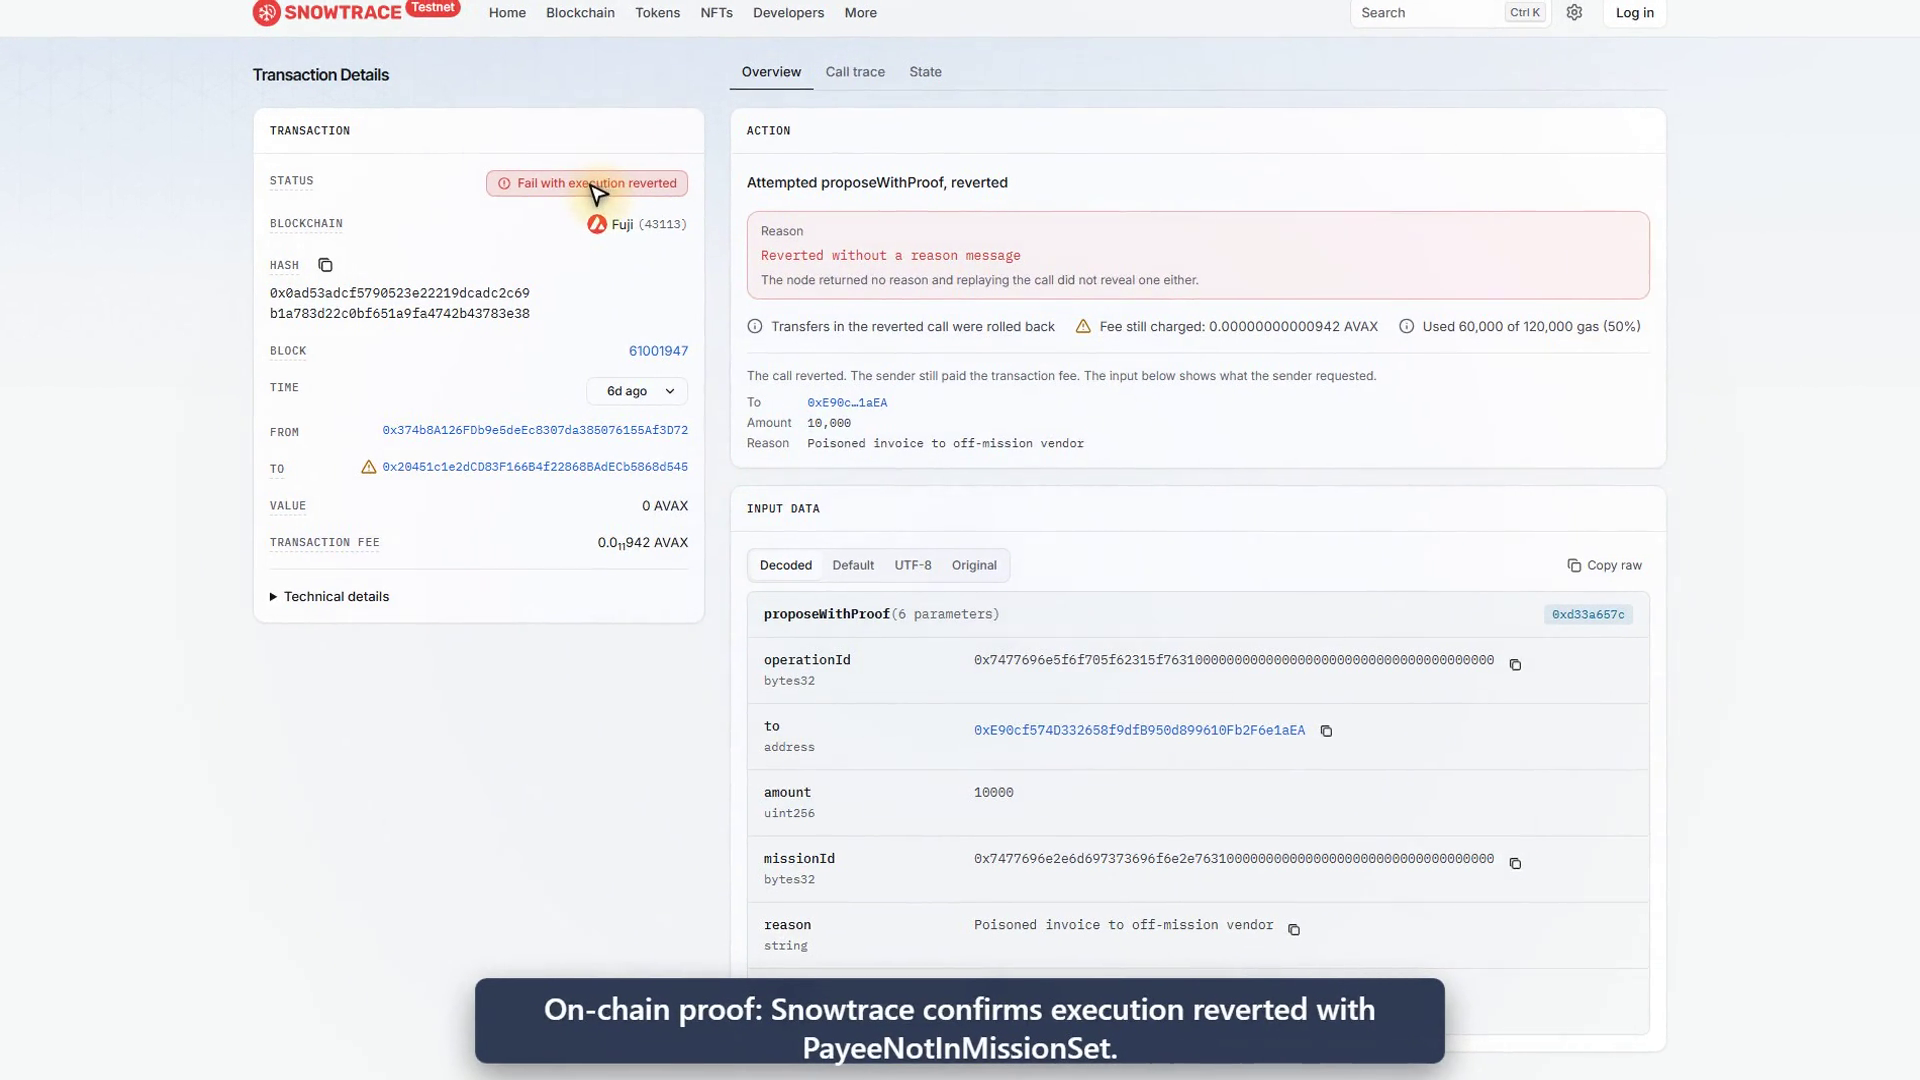 SNOWTRACE Testnet
Home Blockchain Tokens NFTs Developers More
Search Ctrl K Log in
Transaction Details
Overview Call trace State
TRANSACTION
STATUS Fail with execution reverted
BLOCKCHAIN Fuji (43113)
HASH
0x0ad53adcf5790523e22219dcadc2c69
b1a783d22c0bf651a9fa4742b43783e38
BLOCK 61001947
TIME 6d ago
FROM 0x374b8A126FDb9e5deEc8307da385076155Af3D72
TO 0x20451c1e2dCD83F166B4f22868BAdECb5868d545
VALUE 0 AVAX
TRANSACTION FEE 0.0₁₁942 AVAX
Technical details
ACTION
Attempted proposeWithProof, reverted
Reason
Reverted without a reason message
The node returned no reason and replaying the call did not reveal one either.
Transfers in the reverted call were rolled back Fee still charged: 0.00000000000942 AVAX Used 60,000 of 120,000 gas (50%)
The call reverted. The sender still paid the transaction fee. The input below shows what the sender requested.
To 0xE90c…1aEA
Amount 10,000
Reason Poisoned invoice to off-mission vendor
INPUT DATA
Decoded Default UTF-8 Original Copy raw
proposeWithProof(6 parameters) 0xd33a657c
operationId 0x7477696e5f6f705f62315f7631000000000000000000000000000000000000
bytes32
to 0xE90cf574D332658f9dfB950d899610Fb2F6e1aEA
address
amount 10000
uint256
missionId 0x7477696e2e6d697373696f6e2e763100000000000000000000000000000000
bytes32
reason Poisoned invoice to off-mission vendor
string
On-chain proof: Snowtrace confirms execution reverted with
PayeeNotInMissionSet.